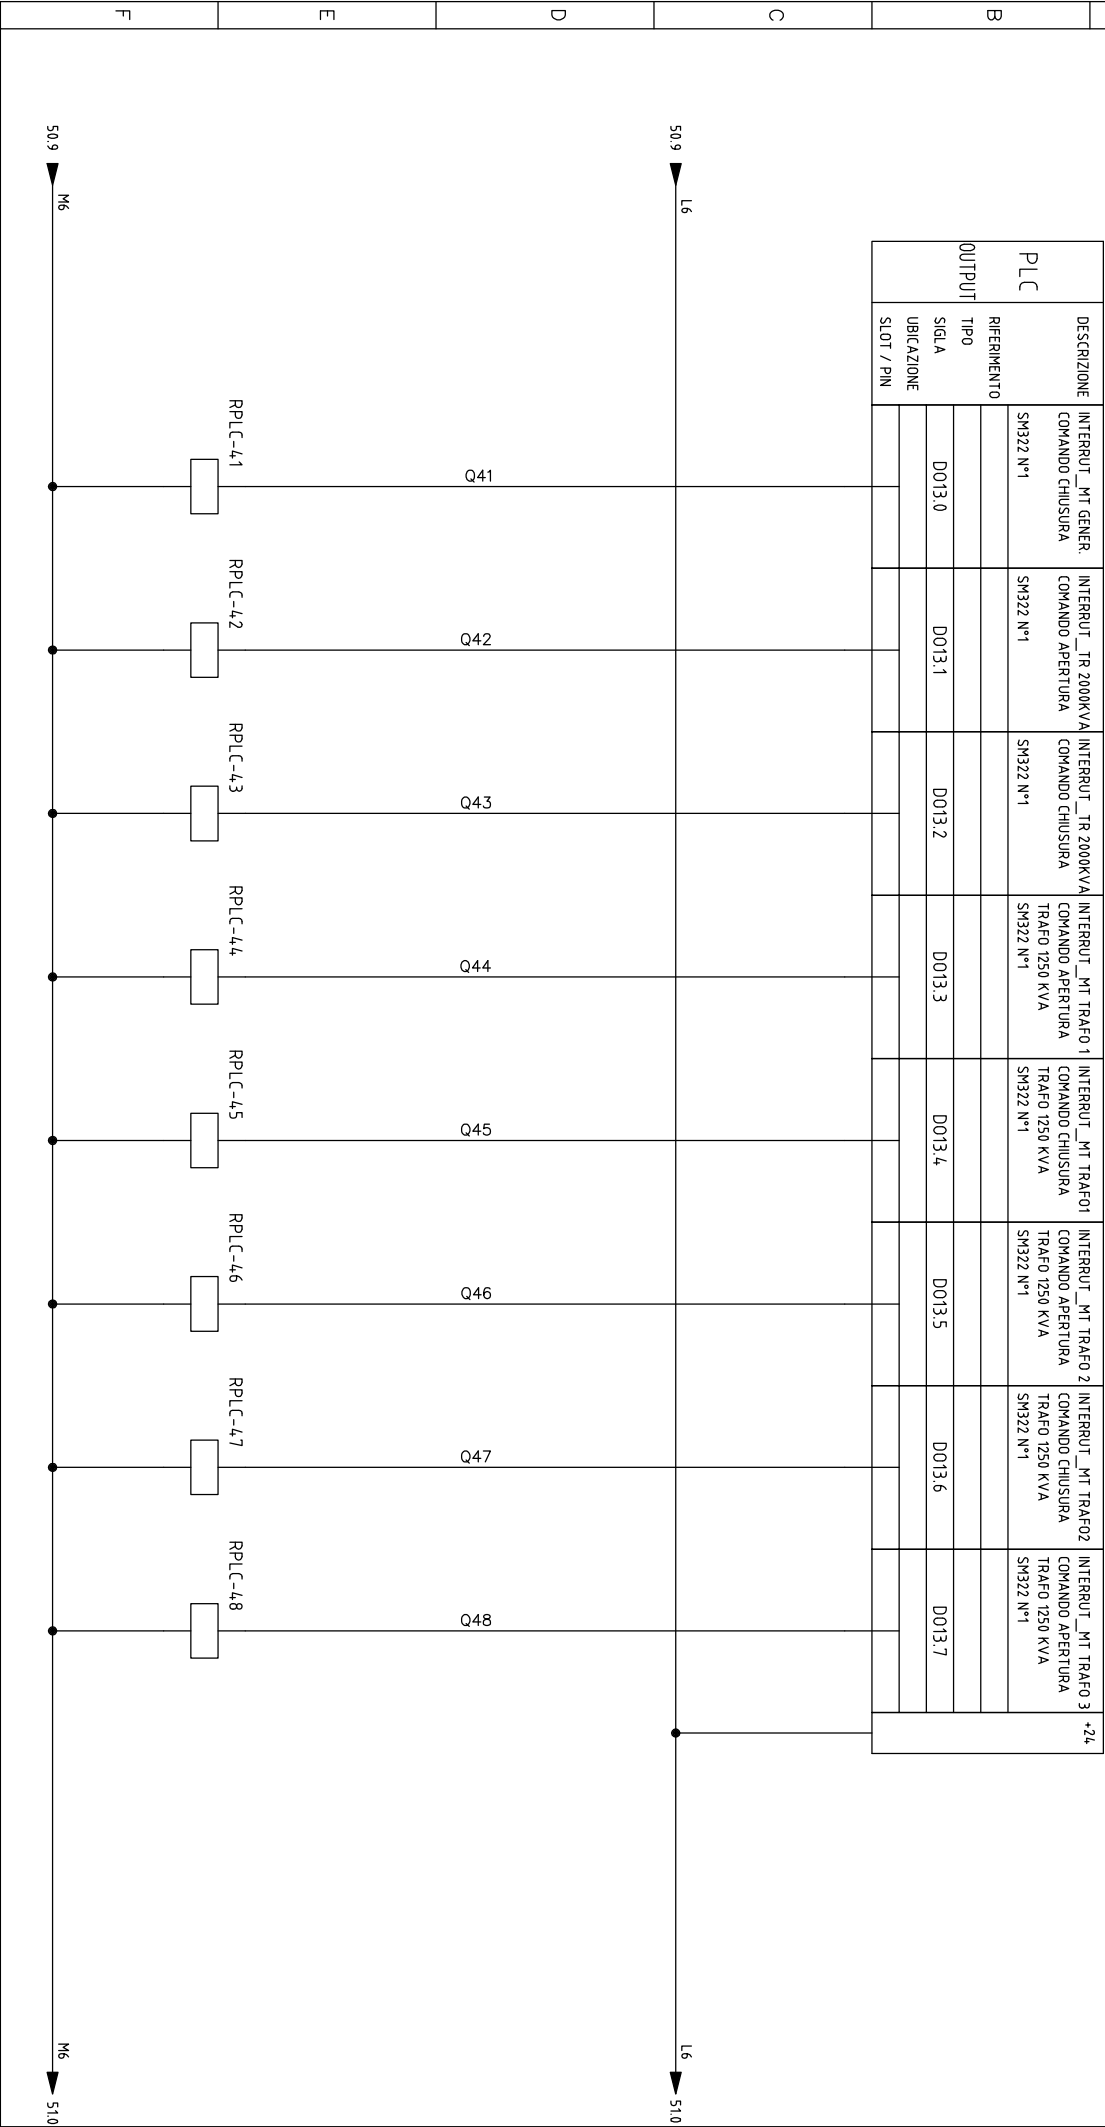 B
C
D
E
F
PLC
OUTPUT
DESCRIZIONE
RIFERIMENTO
TIPO
SIGLA
UBICAZIONE
SLOT / PIN
INTERRUT_MT GENER.
COMANDO CHIUSURA
SM322 N°1
DO13.0
INTERRUT_TR 2000KVA
COMANDO APERTURA
SM322 N°1
DO13.1
INTERRUT_TR 2000KVA
COMANDO CHIUSURA
SM322 N°1
DO13.2
INTERRUT_MT TRAFO 1
COMANDO APERTURA
TRAFO 1250 KVA
SM322 N°1
DO13.3
INTERRUT_MT TRAFO1
COMANDO CHIUSURA
TRAFO 1250 KVA
SM322 N°1
DO13.4
INTERRUT_MT TRAFO 2
COMANDO APERTURA
TRAFO 1250 KVA
SM322 N°1
DO13.5
INTERRUT_MT TRAFO2
COMANDO CHIUSURA
TRAFO 1250 KVA
SM322 N°1
DO13.6
INTERRUT_MT TRAFO 3
COMANDO APERTURA
TRAFO 1250 KVA
SM322 N°1
DO13.7
+24
50.9
L6
L6
51.0
Q41
Q42
Q43
Q44
Q45
Q46
Q47
Q48
RPLC-41
RPLC-42
RPLC-43
RPLC-44
RPLC-45
RPLC-46
RPLC-47
RPLC-48
50.9
M6
M6
51.0